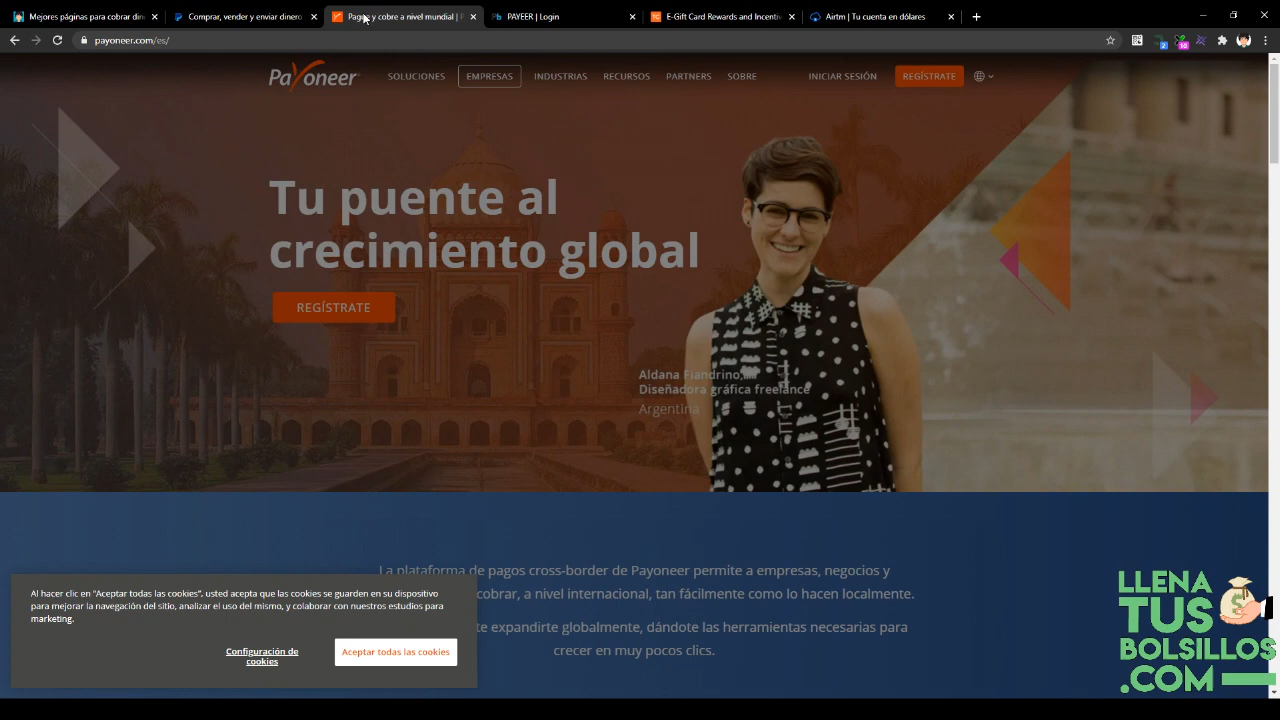 Mejores páginas para cobrar dine
Comprar, vender y enviar dinero
Pagos y cobre a nivel mundial | P
PAYEER | Login
E-Gift Card Rewards and Incentiv
Airtm | Tu cuenta en dólares
payoneer.com/es/
Payoneer
SOLUCIONES
EMPRESAS
INDUSTRIAS
RECURSOS
PARTNERS
SOBRE
INICIAR SESIÓN
REGÍSTRATE
Tu puente al
crecimiento global
REGÍSTRATE
Aldana Fiandrino,
Diseñadora gráfica freelance
Argentina
La plataforma de pagos cross-border de Payoneer permite a empresas, negocios y
cobrar, a nivel internacional, tan fácilmente como lo hacen localmente.
te expandirte globalmente, dándote las herramientas necesarias para
crecer en muy pocos clics.
Al hacer clic en “Aceptar todas las cookies”, usted acepta que las cookies se guarden en su dispositivo
para mejorar la navegación del sitio, analizar el uso del mismo, y colaborar con nuestros estudios para
marketing.
Configuración de
cookies
Aceptar todas las cookies
LLENA
TUS
BOLSILLOS
.COM